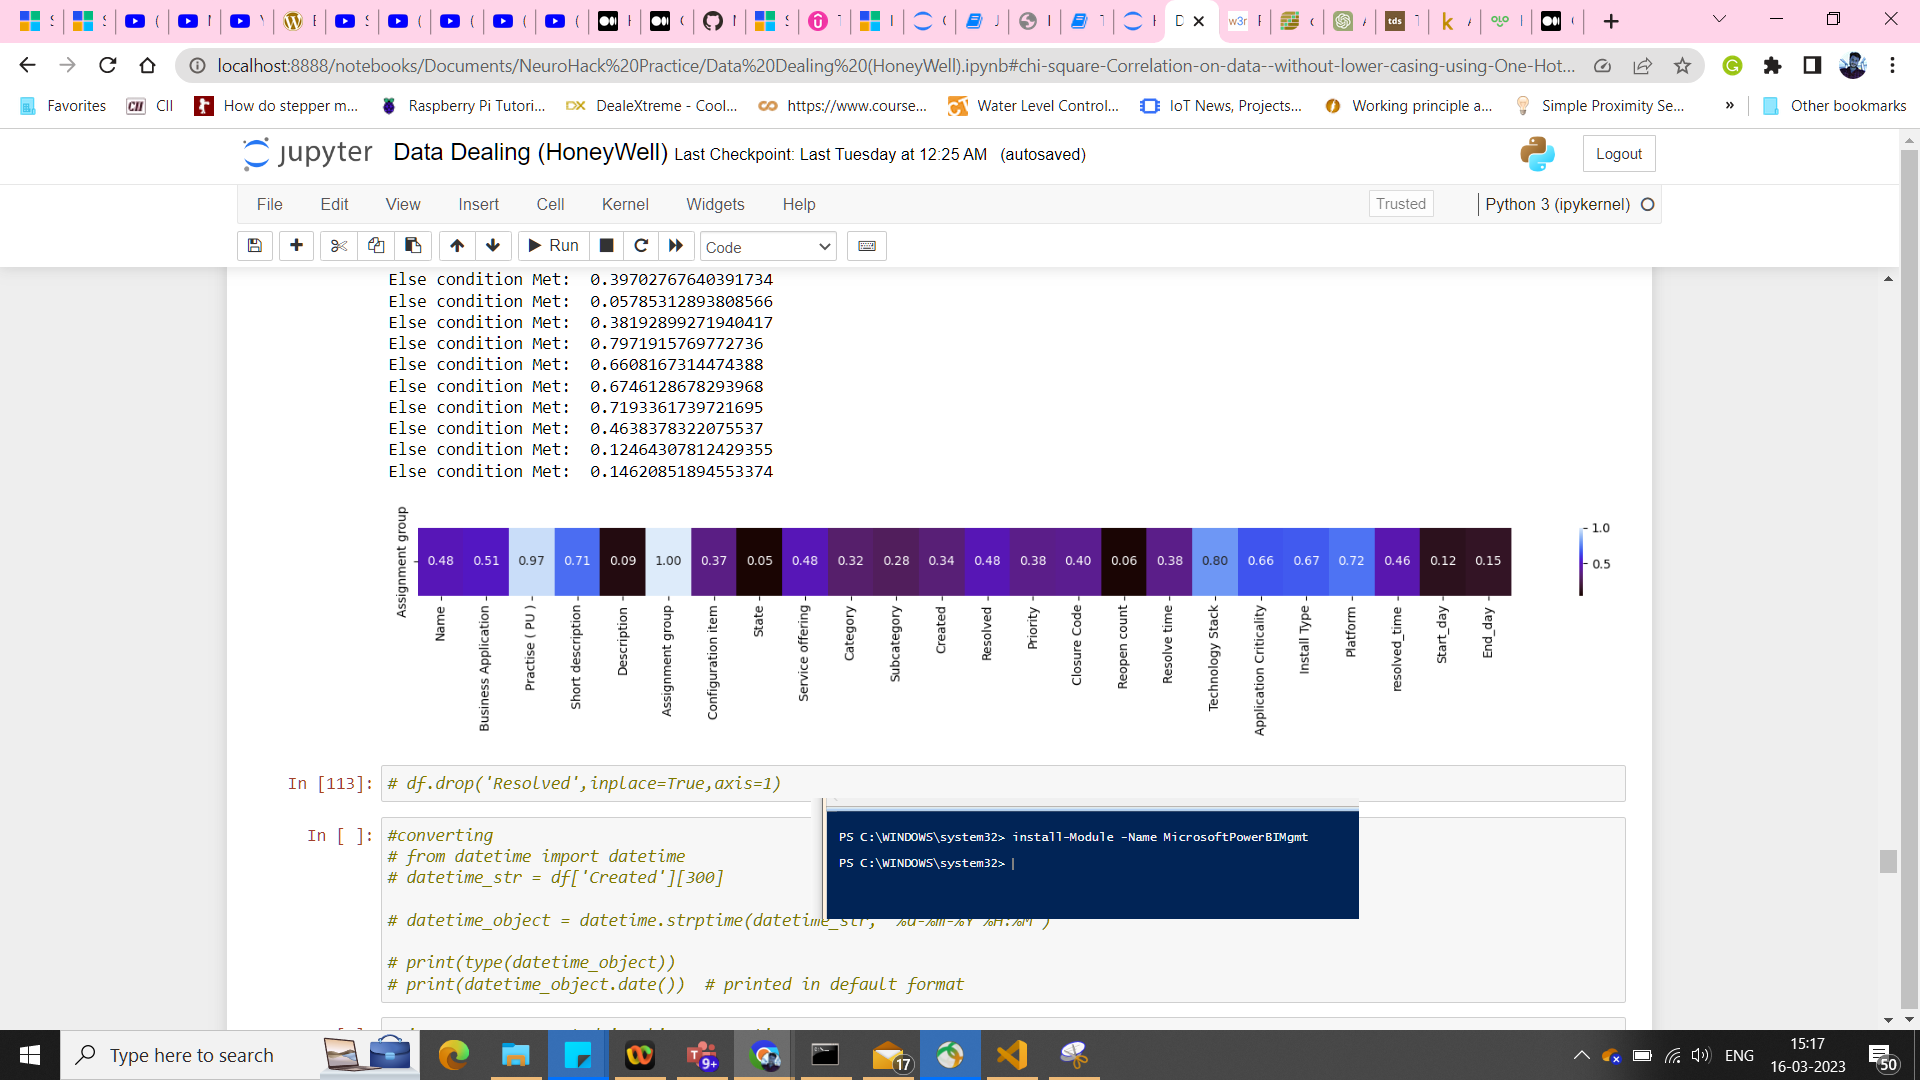 localhost:8888/notebooks/Documents/NeuroHack%20Practice/Data%20Dealing%20(HoneyWell).ipynb#chi-square-Correlation-on-data--without-lower-casing-using-One-Hot...
Favorites CII How do stepper m... Raspberry Pi Tutori... DX DealeXtreme - Cool... https://www.course... Water Level Control... IoT News, Projects... Working principle a... Simple Proximity Se... » Other bookmarks
jupyter Data Dealing (HoneyWell) Last Checkpoint: Last Tuesday at 12:25 AM (autosaved) Logout
File Edit View Insert Cell Kernel Widgets Help Trusted Python 3 (ipykernel)
Run Code
Else condition Met: 0.39702767640391734
Else condition Met: 0.05785312893808566
Else condition Met: 0.38192899271940417
Else condition Met: 0.7971915769772736
Else condition Met: 0.6608167314474388
Else condition Met: 0.6746128678293968
Else condition Met: 0.7193361739721695
Else condition Met: 0.4638378322075537
Else condition Met: 0.12464307812429355
Else condition Met: 0.14620851894553374
Assignment group
0.48 0.51 0.97 0.71 0.09 1.00 0.37 0.05 0.48 0.32 0.28 0.34 0.48 0.38 0.40 0.06 0.38 0.80 0.66 0.67 0.72 0.46 0.12 0.15
1.0
0.5
Name
Business Application
Practise ( PU )
Short description
Description
Assignment group
Configuration item
State
Service offering
Category
Subcategory
Created
Resolved
Priority
Closure Code
Reopen count
Resolve time
Technology Stack
Application Criticality
Install Type
Platform
resolved_time
Start_day
End_day
In [113]: # df.drop('Resolved',inplace=True,axis=1)
In [ ]: #converting
# from datetime import datetime
# datetime_str = df['Created'][300]
# datetime_object = datetime.strptime(datetime_str, '%d-%m-%Y %H:%M')
# print(type(datetime_object))
# print(datetime_object.date()) # printed in default format
PS C:\WINDOWS\system32> install-Module -Name MicrosoftPowerBIMgmt
PS C:\WINDOWS\system32>
Type here to search
9+
17
ENG
15:17
16-03-2023
50